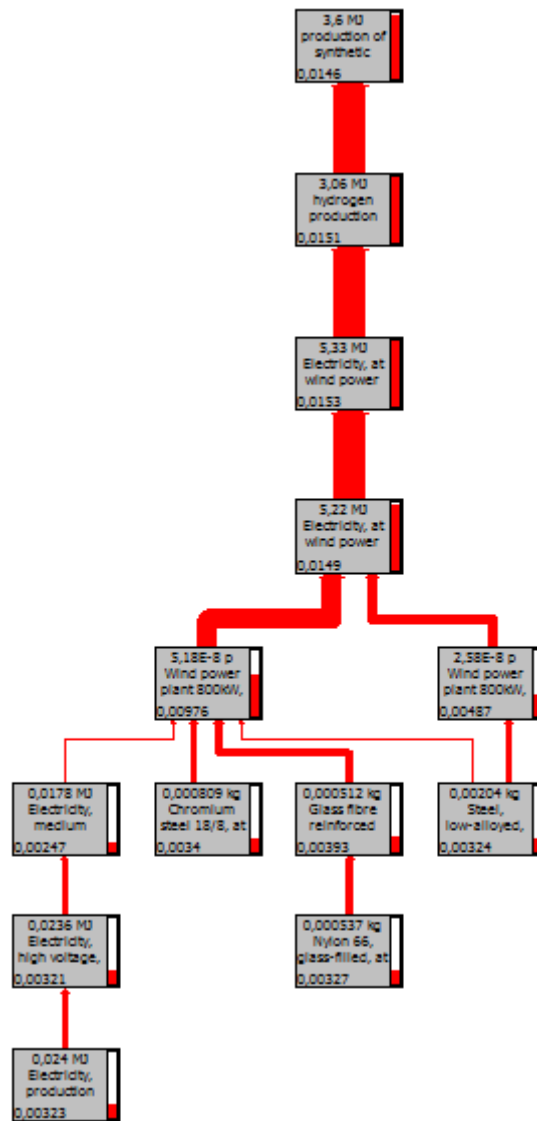 3,6 MJ
production of
synthetic
0,0146
3,06 MJ
hydrogen
production
0,0151
5,33 MJ
Electricity, at
wind power
0,0153
5,22 MJ
Electricity, at
wind power
0,0149
5,18E-8 p
Wind power
plant 800kW,
0,00976
2,58E-8 p
Wind power
plant 800kW,
0,00487
0,0178 MJ
Electricity,
medium
0,00247
0,000809 kg
Chromium
steel 18/8, at
0,0034
0,000512 kg
Glass fibre
reinforced
0,00393
0,00204 kg
Steel,
low-alloyed,
0,00324
0,0236 MJ
Electricity,
high voltage,
0,00321
0,000537 kg
Nylon 66,
glass-filled, at
0,00327
0,024 MJ
Electricity,
production
0,00323